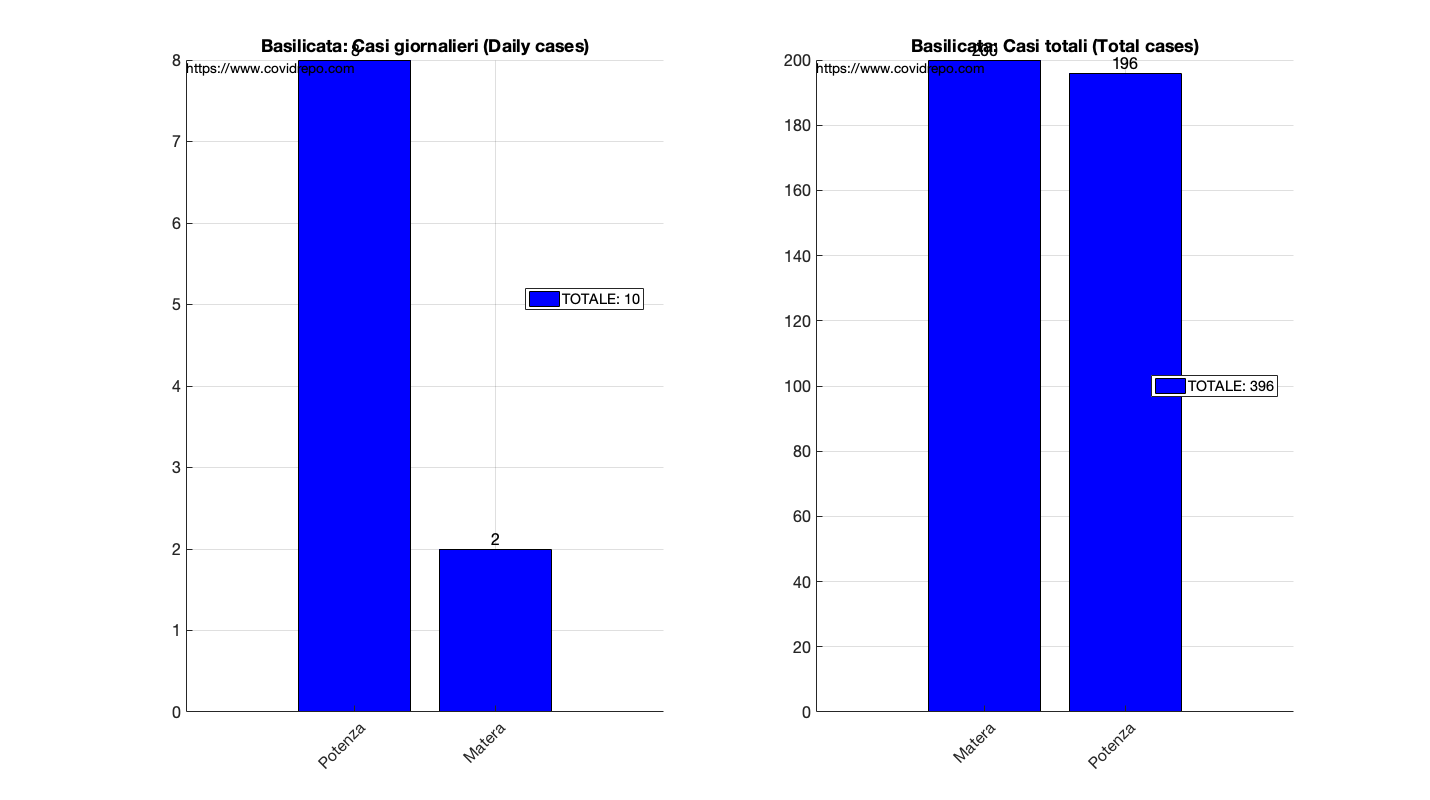 Basilicata: Casi giornalieri (Daily cases)
8
https://www.covidrepo.com
8
7
6
5
4
3
2
1
0
2
TOTALE: 10
Potenza
Matera
Basilicata: Casi totali (Total cases)
200
196
https://www.covidrepo.com
200
180
160
140
120
100
80
60
40
20
0
TOTALE: 396
Matera
Potenza